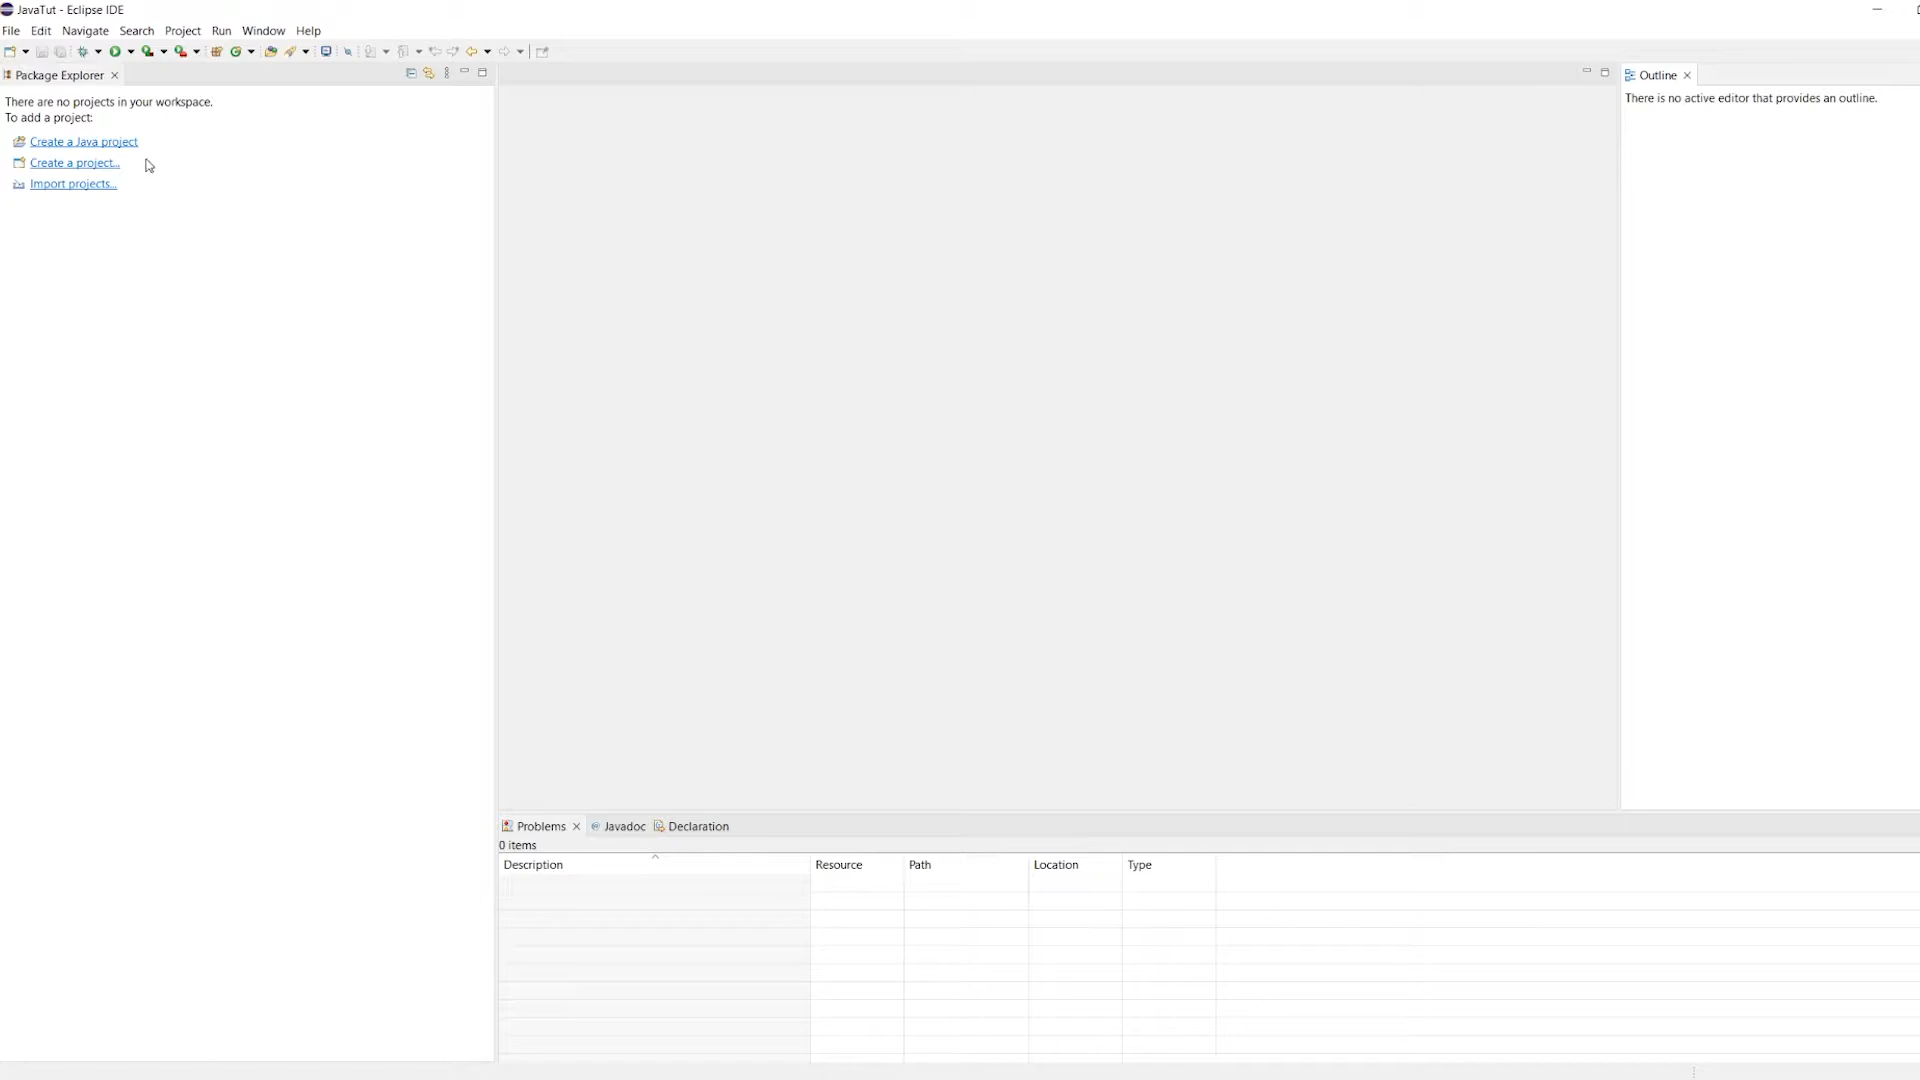 JavaTut - Eclipse IDE
File Edit Navigate Search Project Run Window Help
Package Explorer
There are no projects in your workspace.
To add a project:
Create a Java project
Create a project...
Import projects...
Outline
There is no active editor that provides an outline.
Problems Javadoc Declaration
0 items
Description Resource Path Location Type